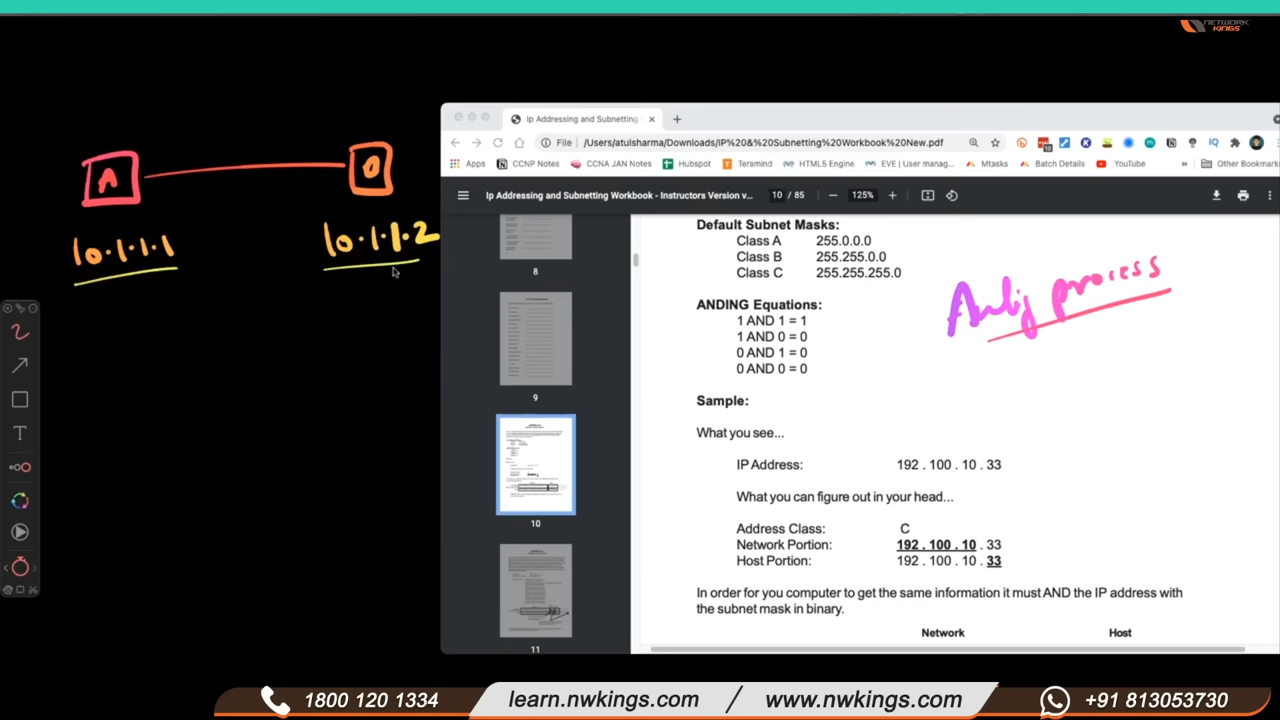 NETWORK
KINGS
A
10.1.1.1
10.1.1.2
Ip Addressing and Subnetting
File
/Users/atulsharma/Downloads/IP%20&%20Subnetting%20Workbook%20New.pdf
Apps
CCNP Notes
CCNA JAN Notes
Hubspot
Teramind
HTML5 Engine
EVE | User manag...
Mtasks
Batch Details
YouTube
»
Other Bookmark
Ip Addressing and Subnetting Workbook - Instructors Version v...
10 / 85
125%
8
9
10
11
Default Subnet Masks:
Class A 255.0.0.0
Class B 255.255.0.0
Class C 255.255.255.0
ANDING Equations:
1 AND 1 = 1
1 AND 0 = 0
0 AND 1 = 0
0 AND 0 = 0
process
Sample:
What you see...
IP Address: 192 . 100 . 10 . 33
What you can figure out in your head...
Address Class: C
Network Portion: 192 . 100 . 10 . 33
Host Portion: 192 . 100 . 10 . 33
In order for you computer to get the same information it must AND the IP address with
the subnet mask in binary.
Network Host
T
1800 120 1334
learn.nwkings.com / www.nwkings.com
+91 813053730